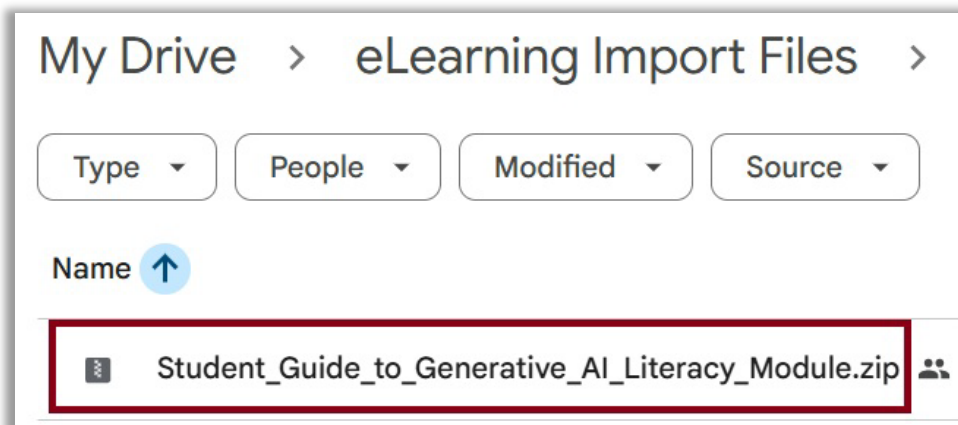 My Drive > eLearning Import Files >
Type People Modified Source
Name
Student_Guide_to_Generative_AI_Literacy_Module.zip